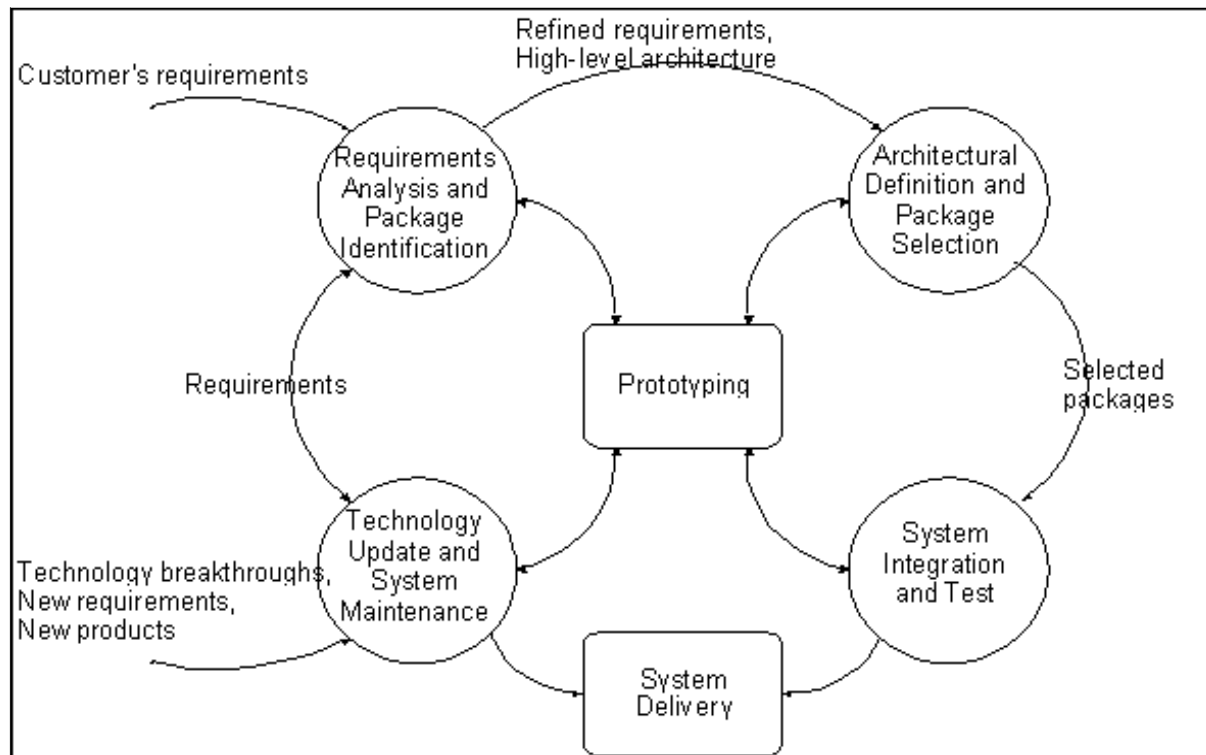 Refined requirements,
High-level architecture
Customer's requirements
Requirements
Analysis and
Package
Identification
Architectural
Definition and
Package
Selection
Requirements
Prototyping
Selected
packages
Technology
Update and
System
Maintenance
System
Integration
and Test
Technology breakthroughs,
New requirements,
New products
System
Delivery